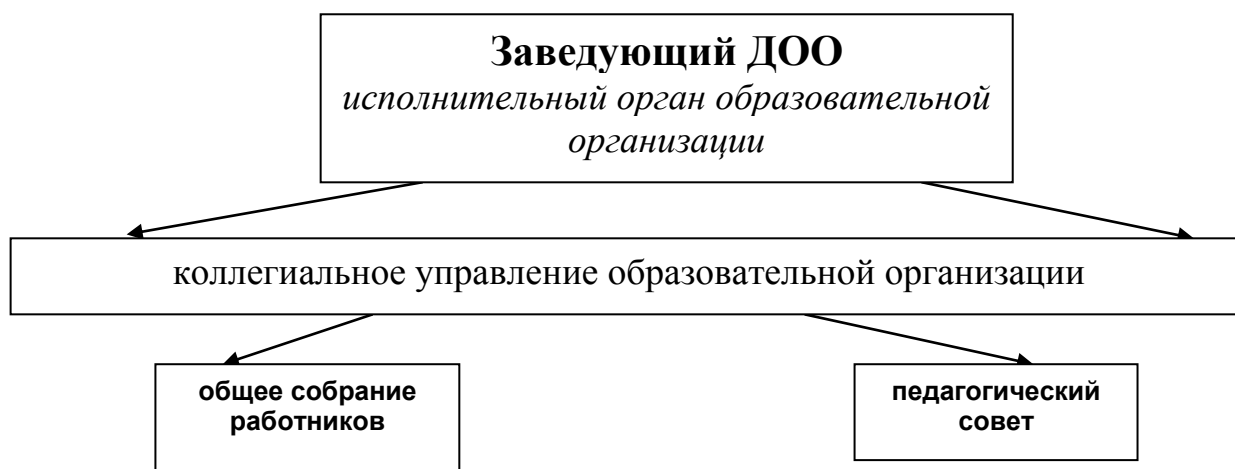 Заведующий ДОО
исполнительный орган образовательной
организации
коллегиальное управление образовательной организации
общее собрание
работников
педагогический
совет